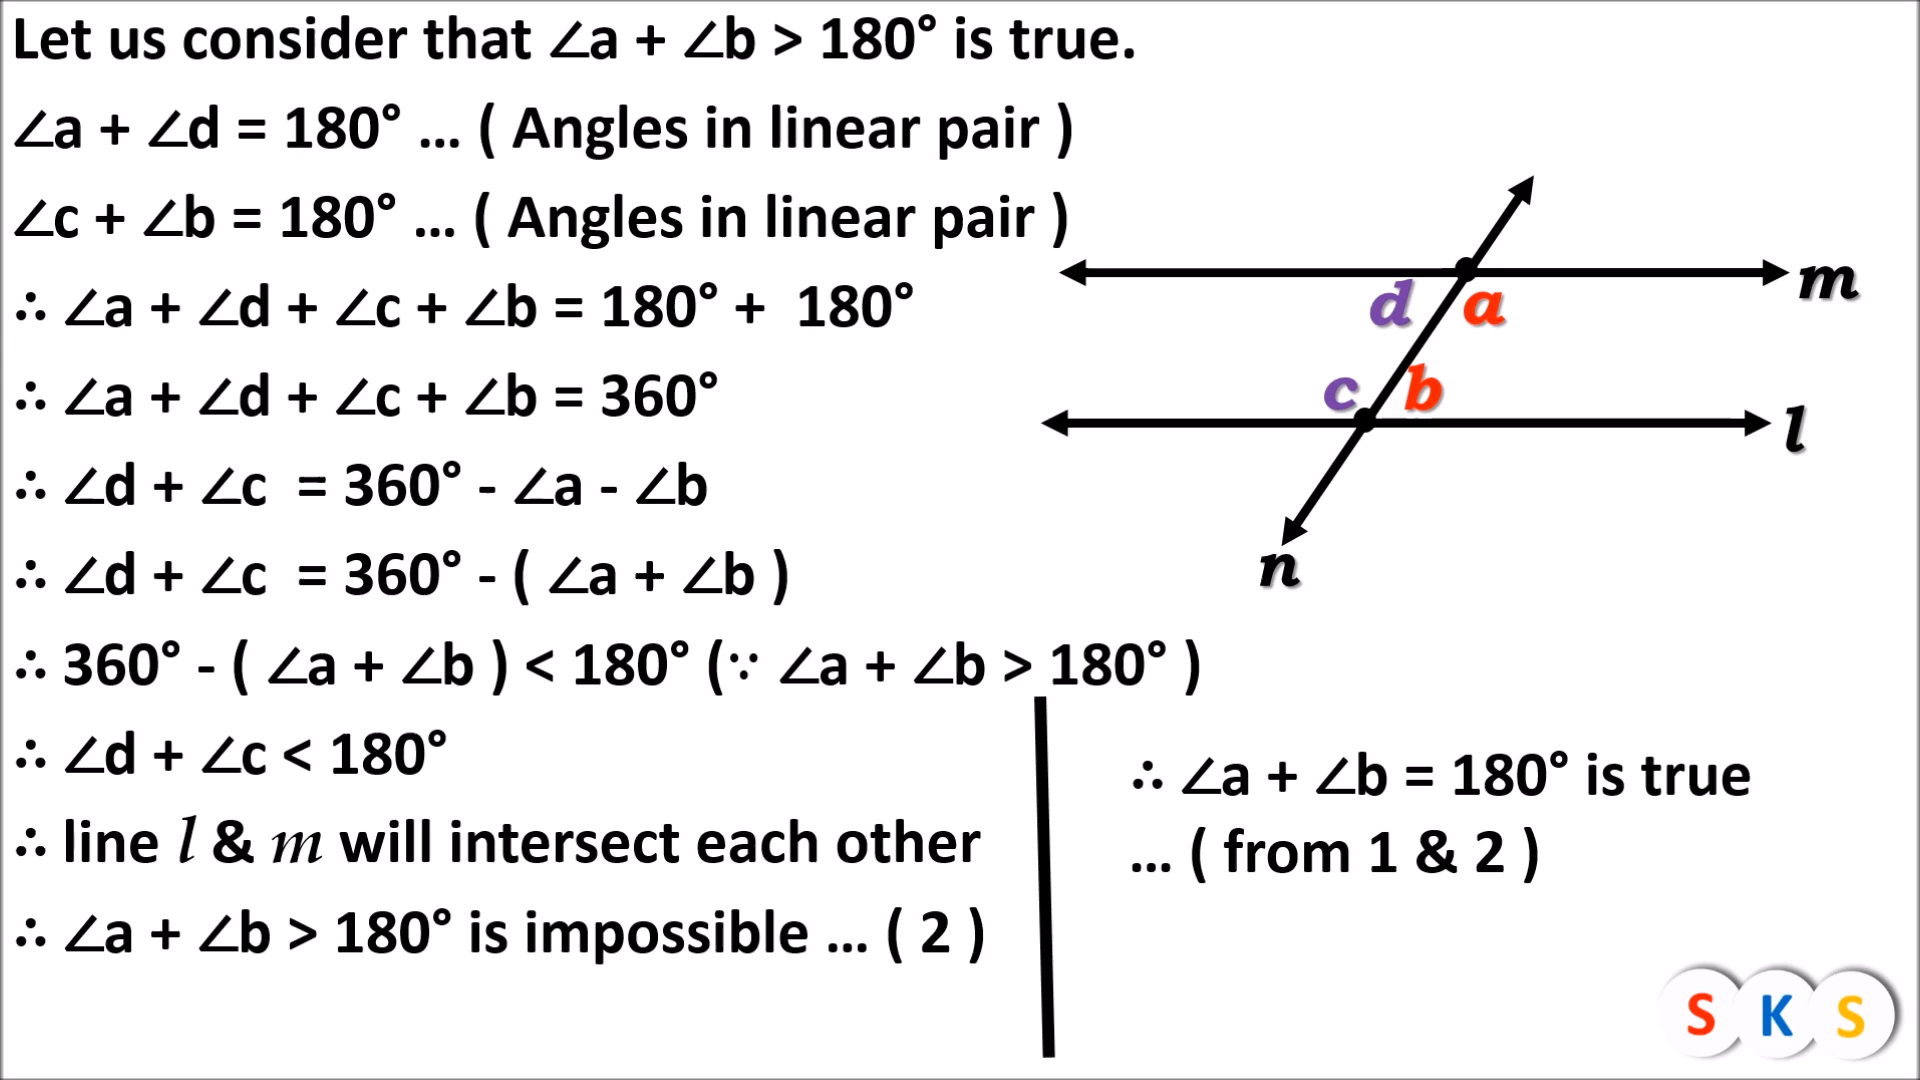 Let us consider that ∠a + ∠b > 180° is true.
∠a + ∠d = 180° ... ( Angles in linear pair )
∠c + ∠b = 180° ... ( Angles in linear pair )
∴ ∠a + ∠d + ∠c + ∠b = 180° + 180°
∴ ∠a + ∠d + ∠c + ∠b = 360°
∴ ∠d + ∠c = 360° - ∠a - ∠b
∴ ∠d + ∠c = 360° - ( ∠a + ∠b )
∴ 360° - ( ∠a + ∠b ) < 180° (∵ ∠a + ∠b > 180° )
∴ ∠d + ∠c < 180°
∴ line l & m will intersect each other
∴ ∠a + ∠b > 180° is impossible ... ( 2 )
m
d a
c b
l
n
∴ ∠a + ∠b = 180° is true
... ( from 1 & 2 )
S K S